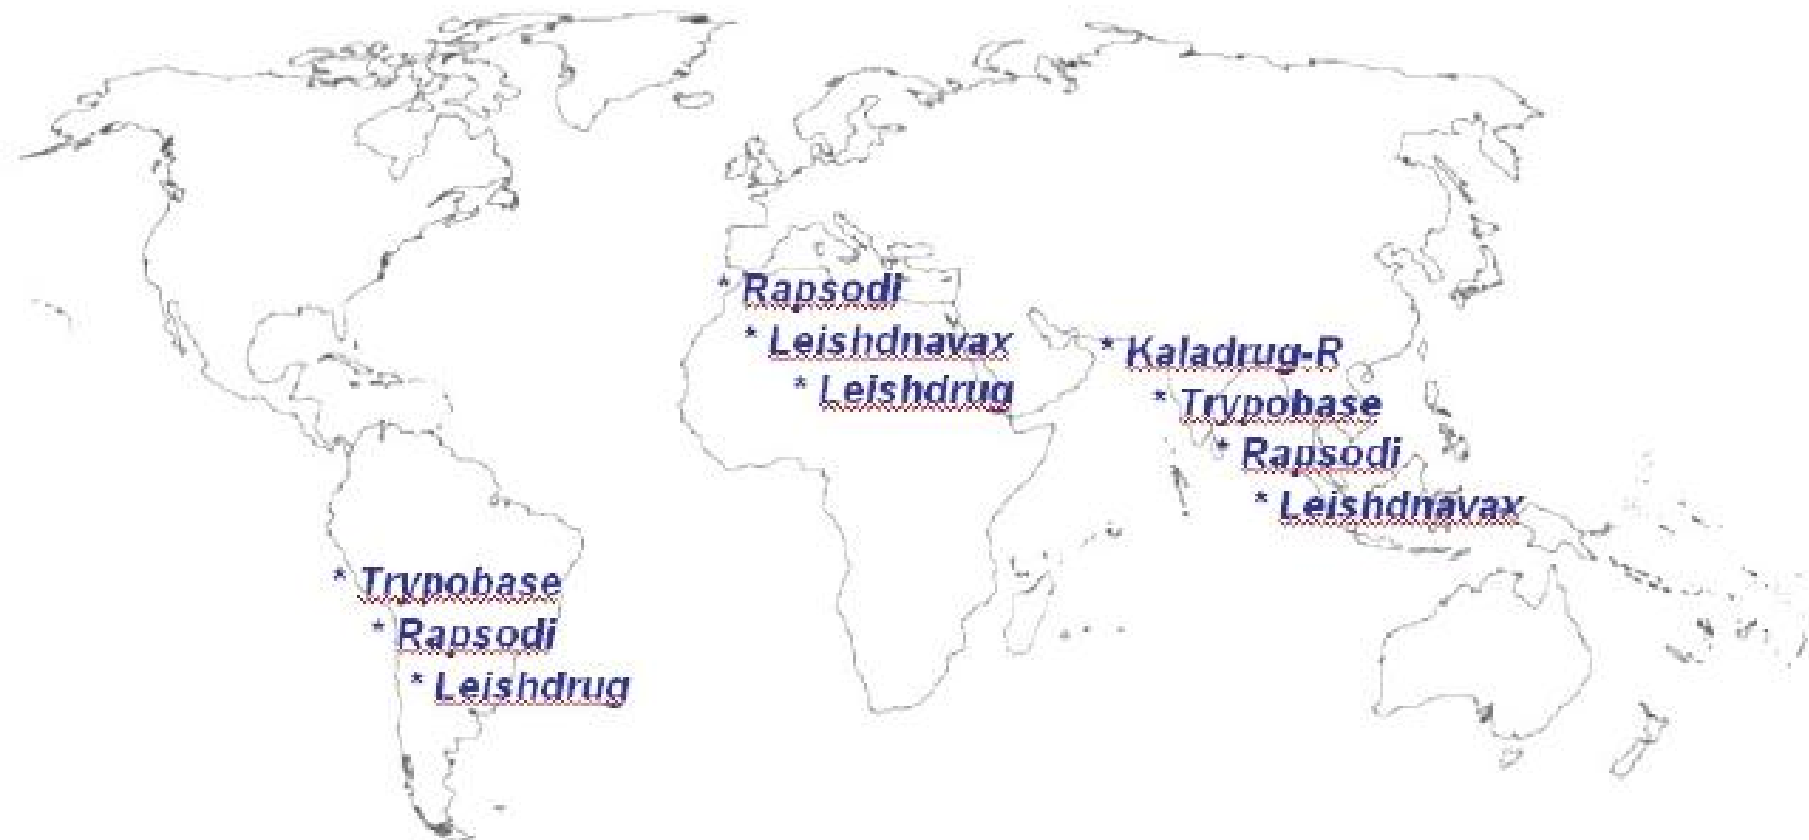 * Rapsodi
* Leishdnavax
* Leishdrug
* Kaladrug-R
* Trypobase
* Rapsodi
* Leishdnavax
* Trypobase
* Rapsodi
* Leishdrug